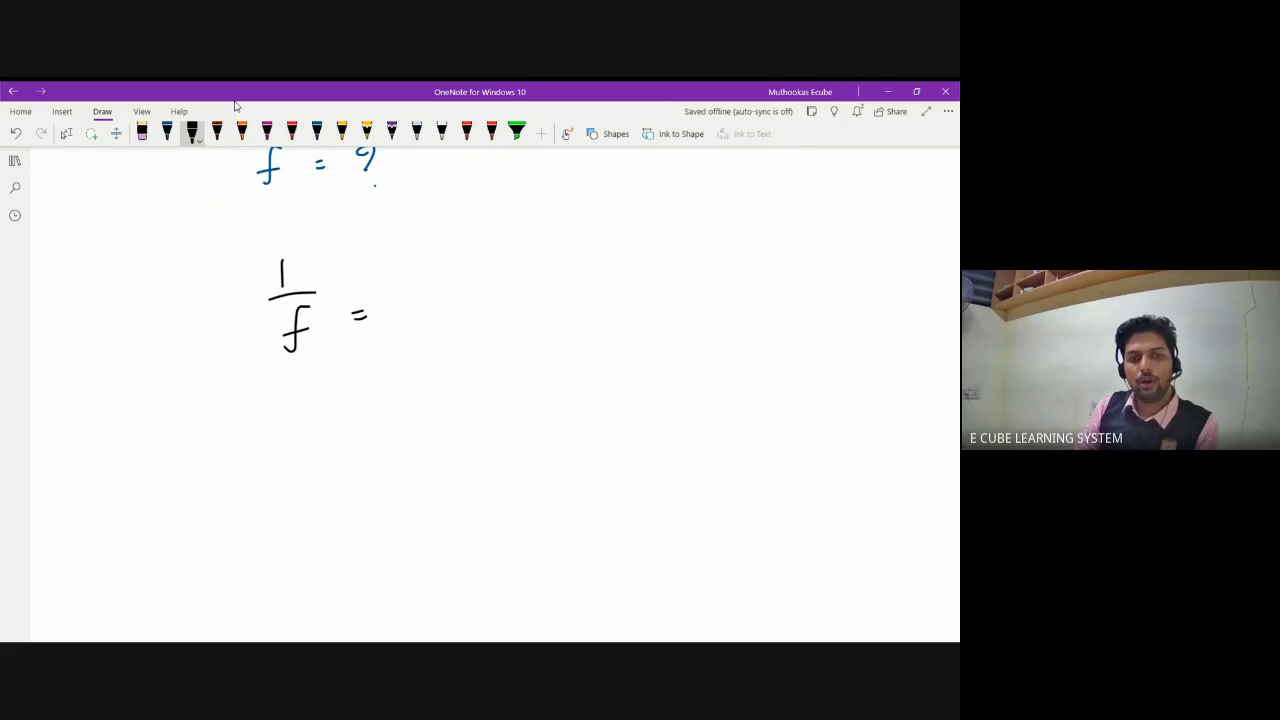 OneNote for Windows 10
Muthookas Ecube
Home Insert Draw View Help
Saved offline (auto-sync is off)
Share
Shapes
Ink to Shape
Ink to Text
f = ?
1
f =
E CUBE LEARNING SYSTEM